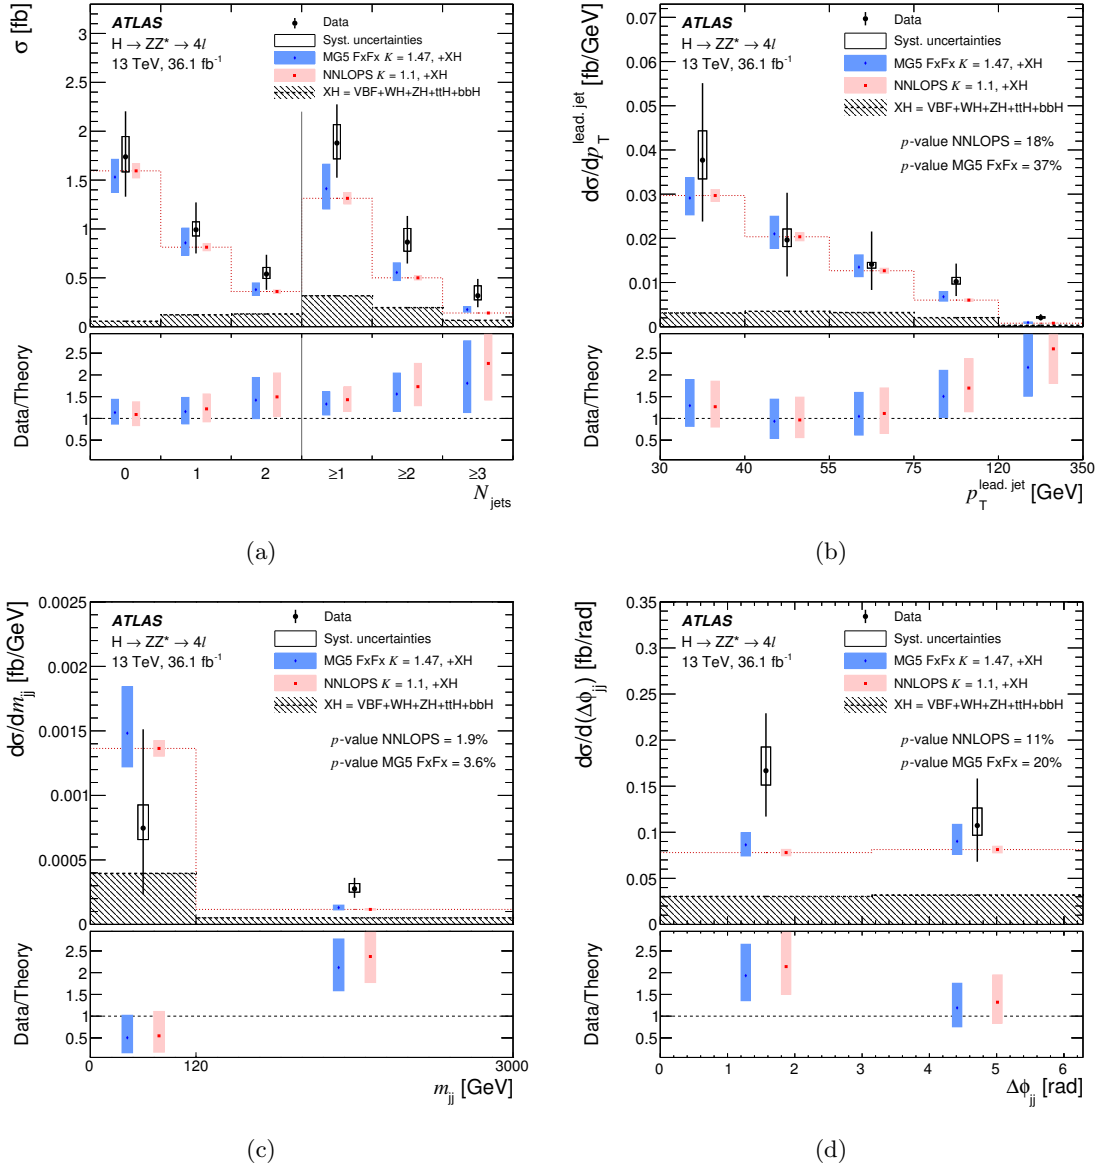 ATLAS
H → ZZ* → 4l
13 TeV, 36.1 fb⁻¹
Data
Syst. uncertainties
MG5 FxFx K = 1.47, +XH
NNLOPS K = 1.1, +XH
XH = VBF+WH+ZH+ttH+bbH
σ [fb]
3
2.5
2
1.5
1
0.5
0
Data/Theory
2.5
2
1.5
1
0.5
0 1 2 ≥1 ≥2 ≥3
N_jets
(a)
ATLAS
H → ZZ* → 4l
13 TeV, 36.1 fb⁻¹
Data
Syst. uncertainties
MG5 FxFx K = 1.47, +XH
NNLOPS K = 1.1, +XH
XH = VBF+WH+ZH+ttH+bbH
p-value NNLOPS = 18%
p-value MG5 FxFx = 37%
dσ/dp_T^lead. jet [fb/GeV]
0.07
0.06
0.05
0.04
0.03
0.02
0.01
0
Data/Theory
2.5
2
1.5
1
0.5
30 40 55 75 120 350
p_T^lead. jet [GeV]
(b)
ATLAS
H → ZZ* → 4l
13 TeV, 36.1 fb⁻¹
Data
Syst. uncertainties
MG5 FxFx K = 1.47, +XH
NNLOPS K = 1.1, +XH
XH = VBF+WH+ZH+ttH+bbH
p-value NNLOPS = 1.9%
p-value MG5 FxFx = 3.6%
dσ/dm_jj [fb/GeV]
0.0025
0.002
0.0015
0.001
0.0005
0
Data/Theory
2.5
2
1.5
1
0.5
0 120 3000
m_jj [GeV]
(c)
ATLAS
H → ZZ* → 4l
13 TeV, 36.1 fb⁻¹
Data
Syst. uncertainties
MG5 FxFx K = 1.47, +XH
NNLOPS K = 1.1, +XH
XH = VBF+WH+ZH+ttH+bbH
p-value NNLOPS = 11%
p-value MG5 FxFx = 20%
dσ/d(Δϕ_jj) [fb/rad]
0.35
0.3
0.25
0.2
0.15
0.1
0.05
0
Data/Theory
2.5
2
1.5
1
0.5
0 1 2 3 4 5 6
Δϕ_jj [rad]
(d)